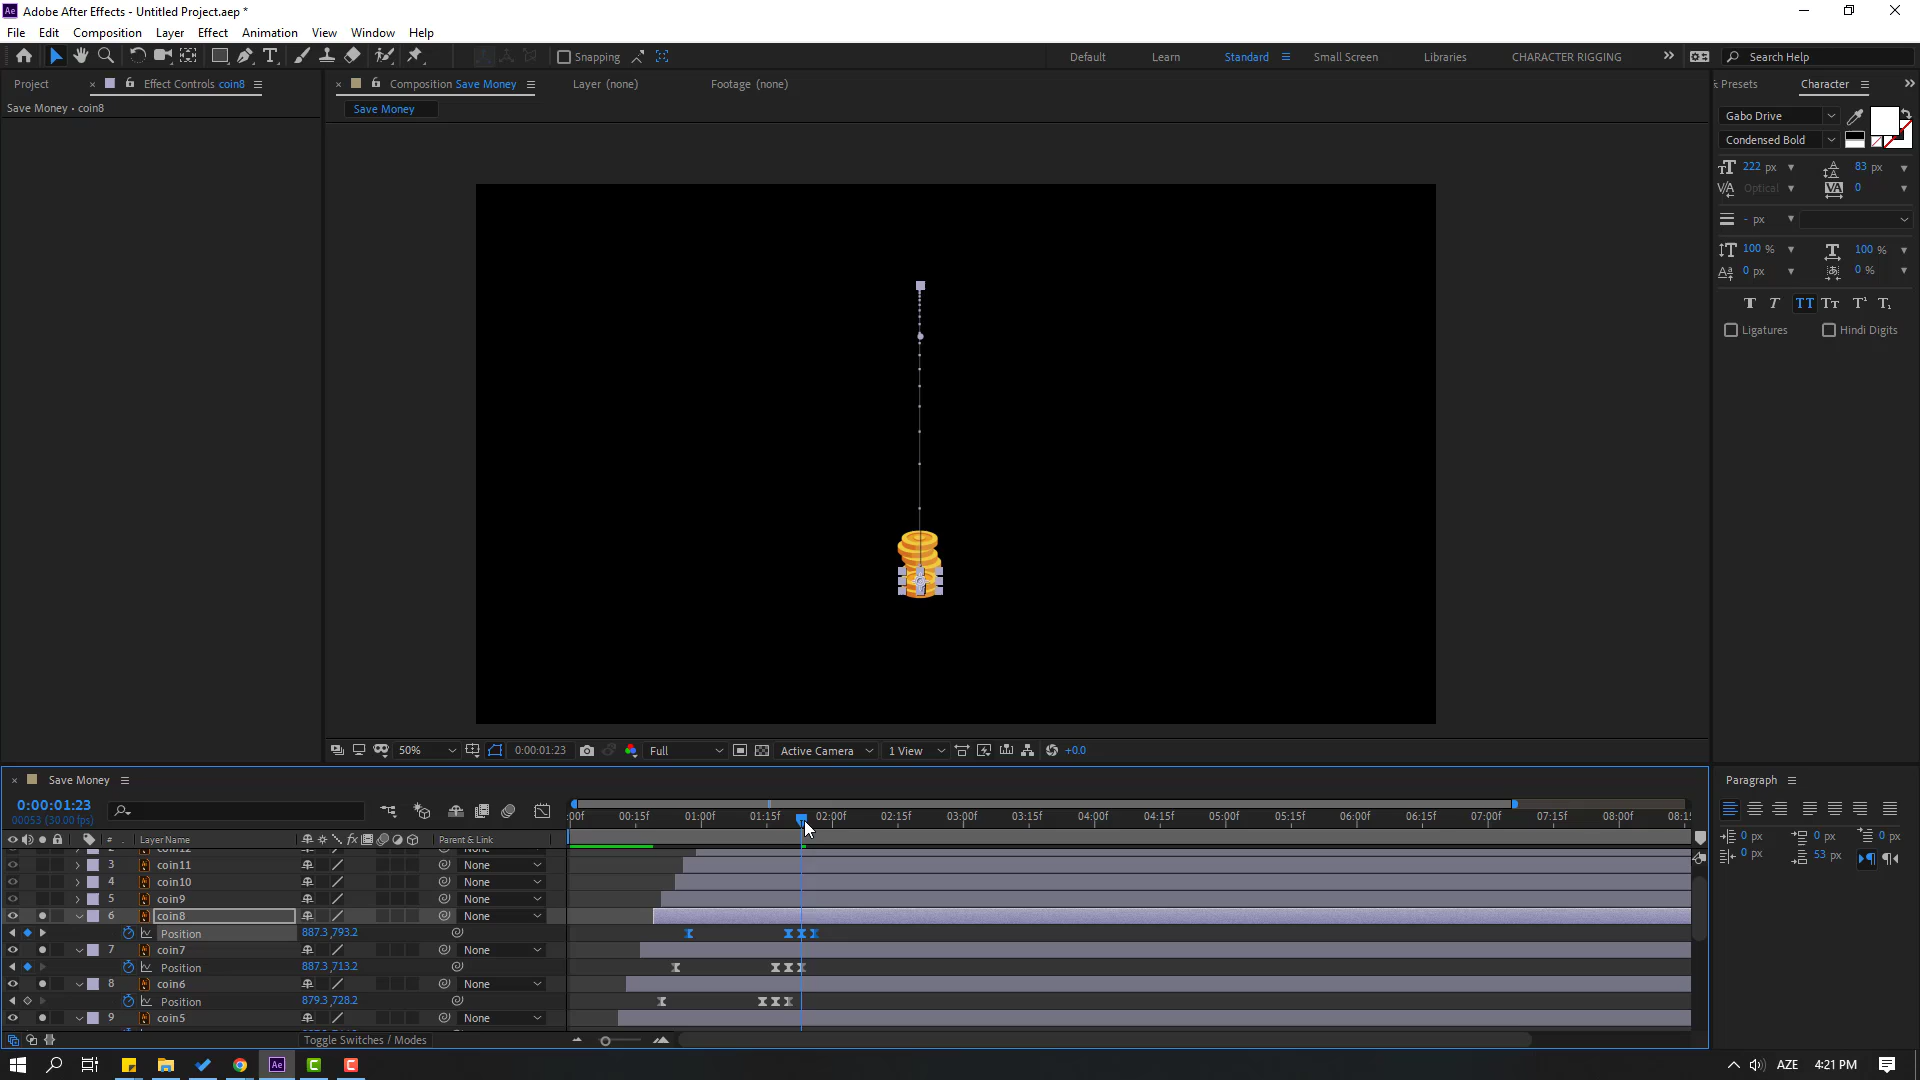 Adobe After Effects - Untitled Project.aep *
File Edit Composition Layer Effect Animation View Window Help
Snapping
Default Learn Standard Small Screen Libraries CHARACTER RIGGING Search Help
Project Effect Controls coin8
Save Money • coin8
Composition Save Money Layer (none) Footage (none)
Save Money
Presets Character
Gabo Drive
Condensed Bold
222 px 83 px
Optical 0
- px
100 % 100 %
0 px 0 %
Ligatures Hindi Digits
50% 0:00:01:23 Full Active Camera 1 View +0.0
Save Money
0:00:01:23
00053 (30.00 fps)
:00f 00:15f 01:00f 01:15f 02:00f 02:15f 03:00f 03:15f 04:00f 04:15f 05:00f 05:15f 06:00f 06:15f 07:00f 07:15f 08:00f 08:15
# Layer Name Parent & Link
2 coin12 None
3 coin11 None
4 coin10 None
5 coin9 None
6 coin8 None
Position 887.3,793.2
7 coin7 None
Position 887.3,713.2
8 coin6 None
Position 879.3,728.2
9 coin5 None
Toggle Switches / Modes
Paragraph
0 px 0 px 0 px
0 px 53 px
AZE 4:21 PM